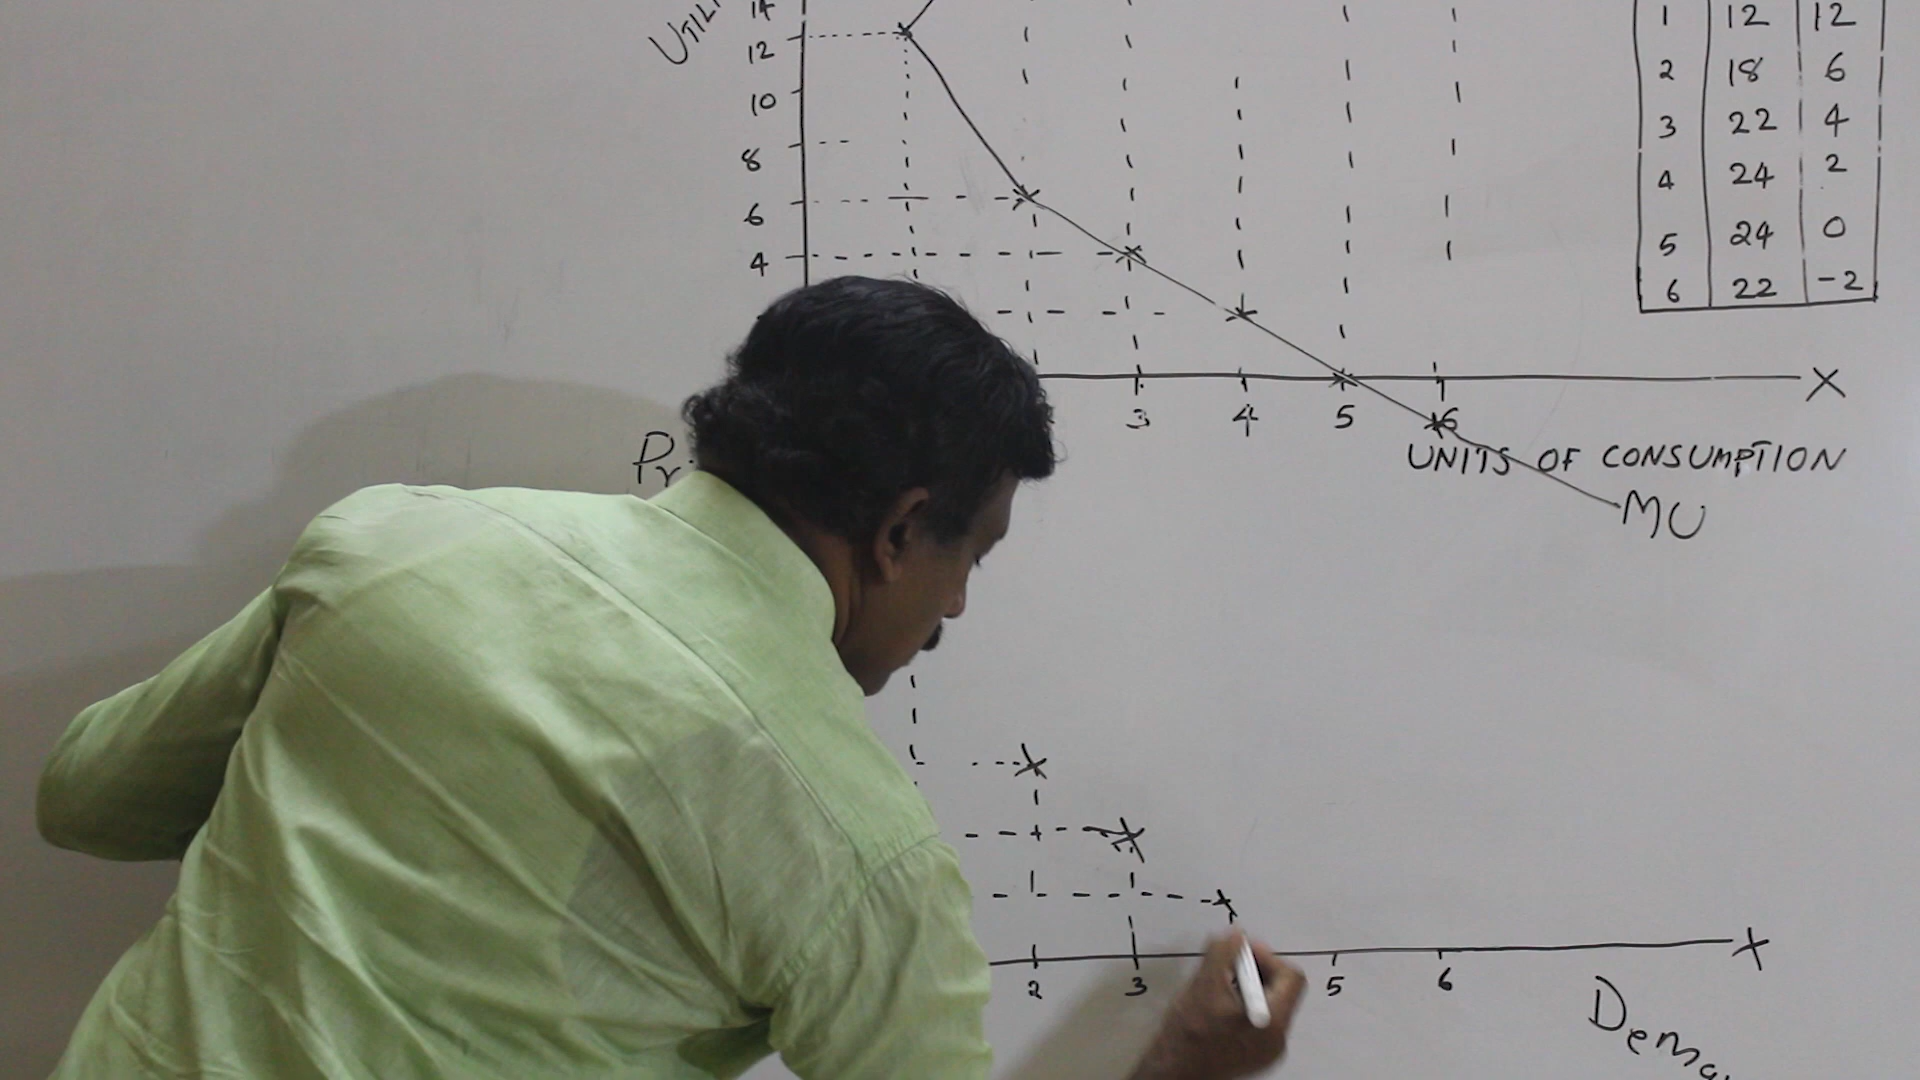 14
UTILI
12
10
8
6
4
1 12 12
2 18 6
3 22 4
4 24 2
5 24 0
6 22 -2
3 4 5 6
X
UNITS OF CONSUMPTION
MU
Pri
X
2 3 5 6
Dema